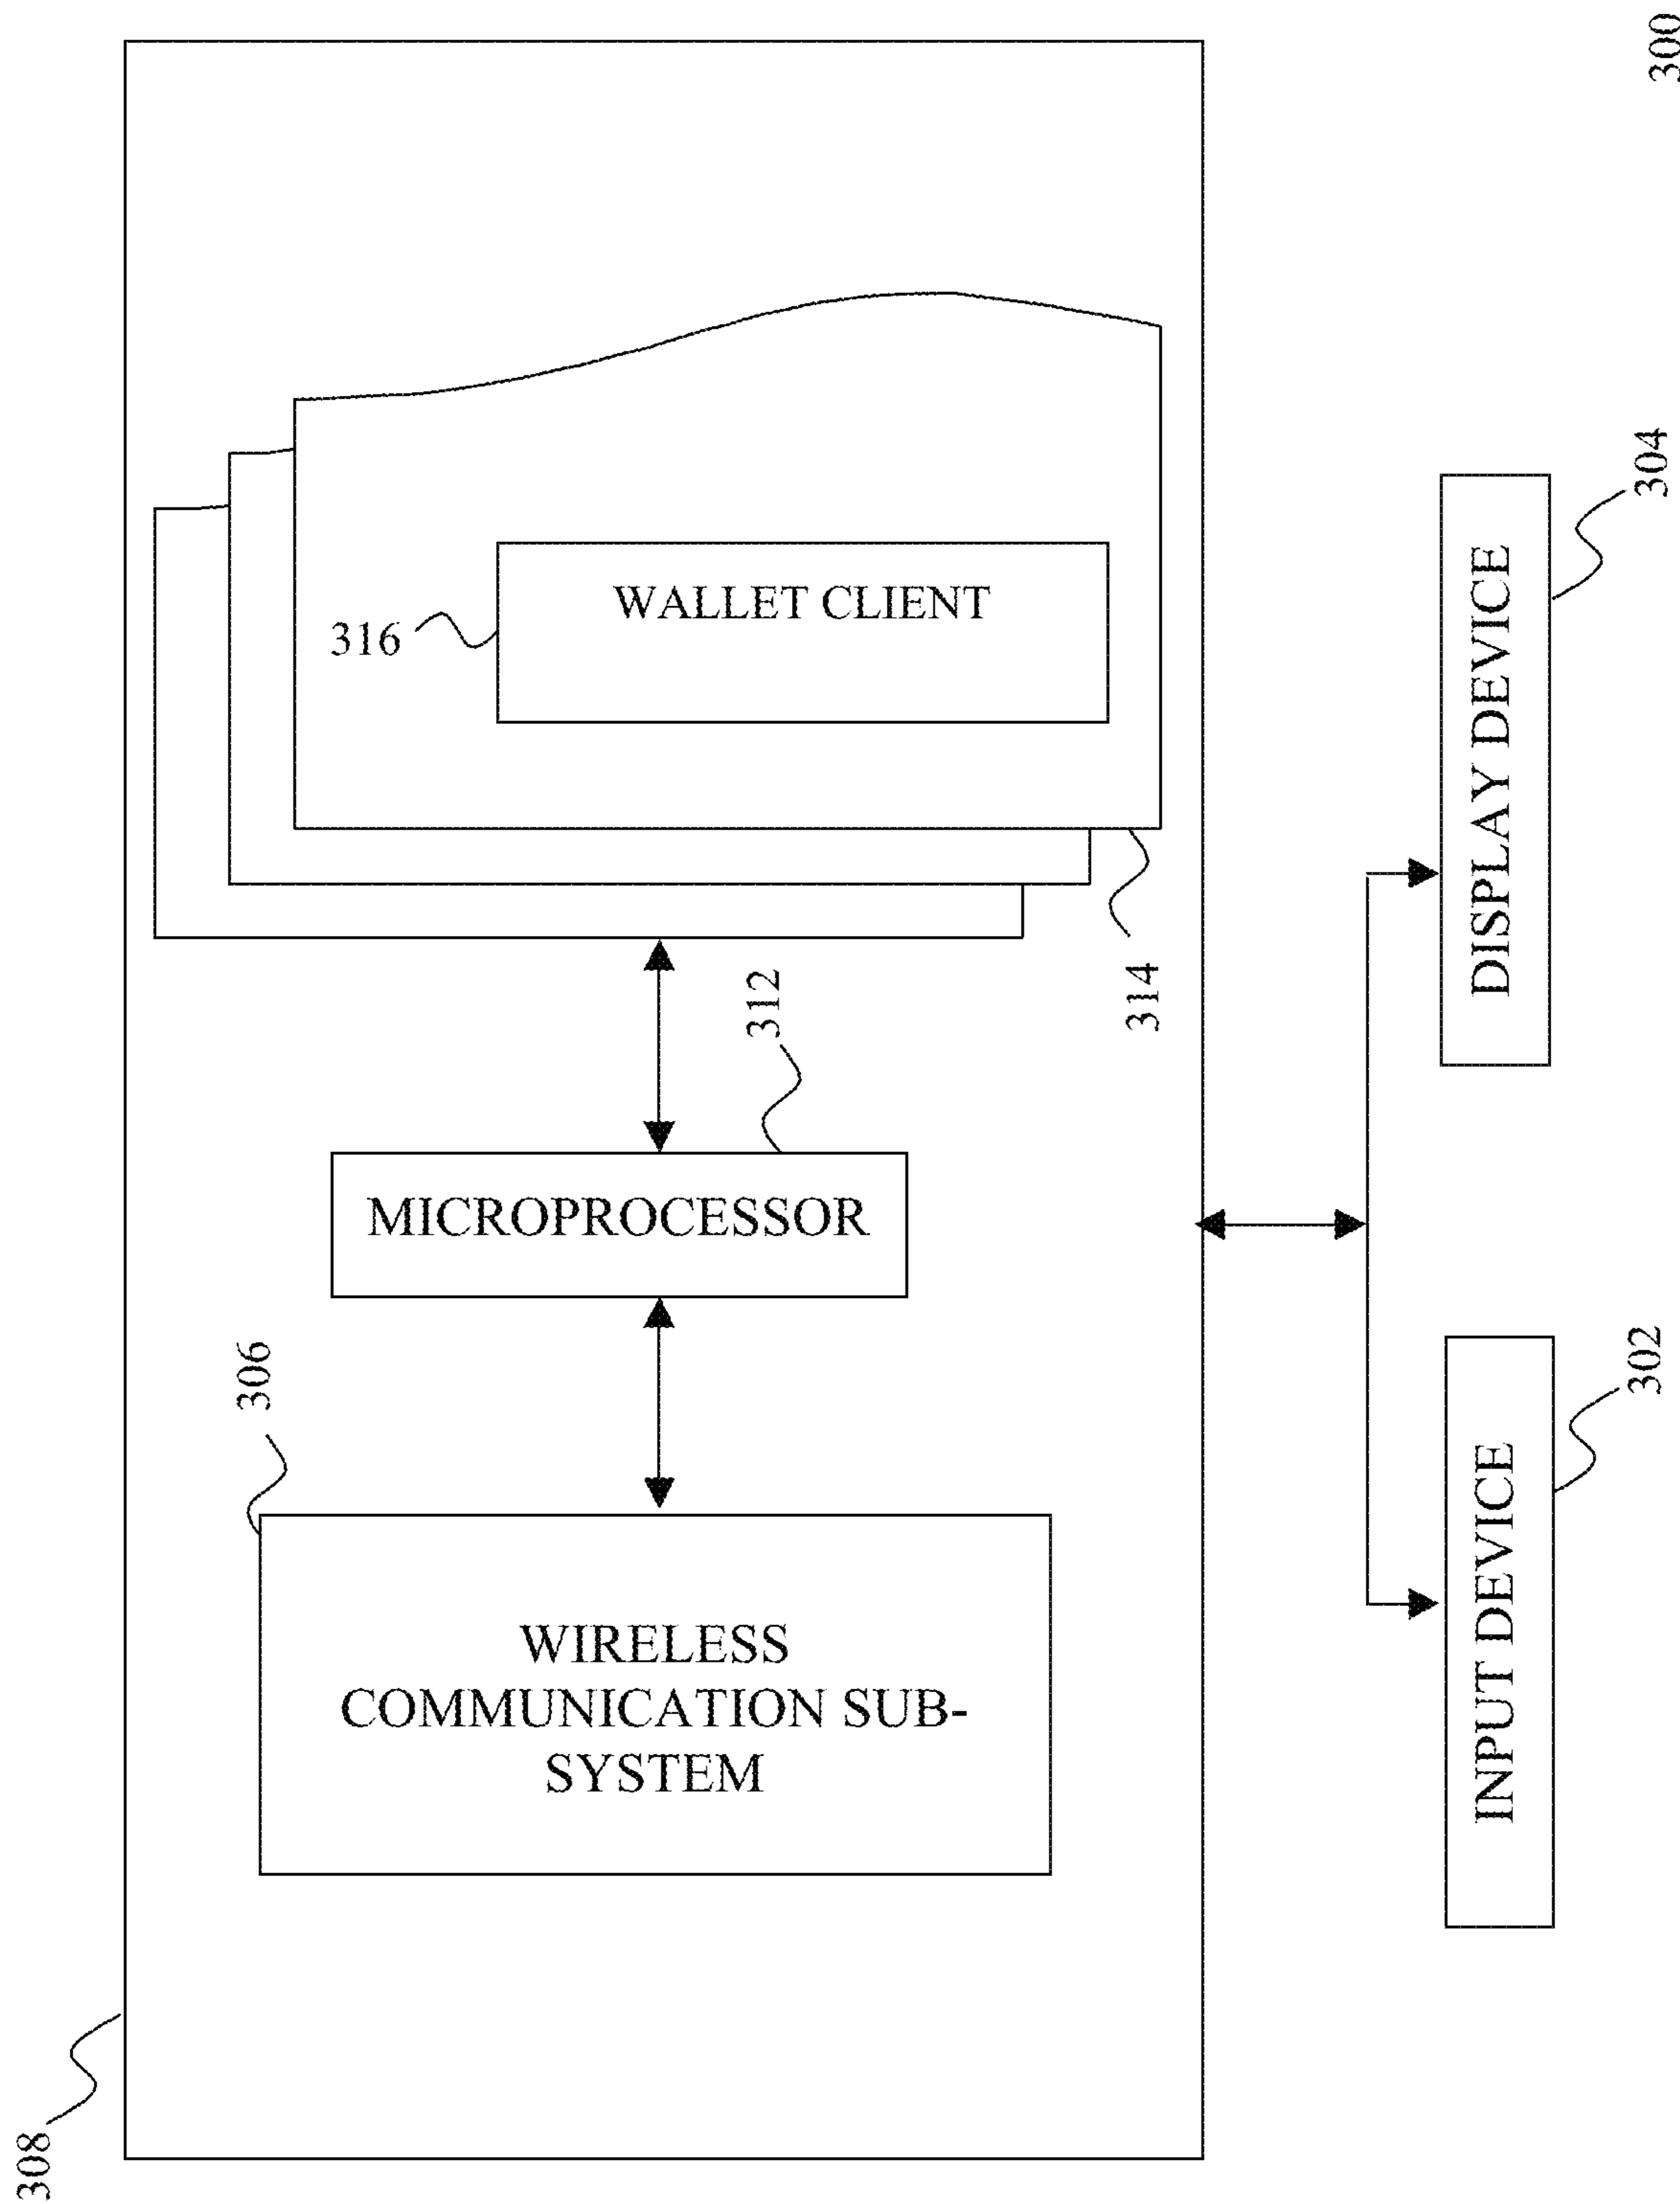 300
308
316
WALLET CLIENT
304
DISPLAY DEVICE
312
314
MICROPROCESSOR
306
302
WIRELESS
COMMUNICATION SUB-
SYSTEM
INPUT DEVICE